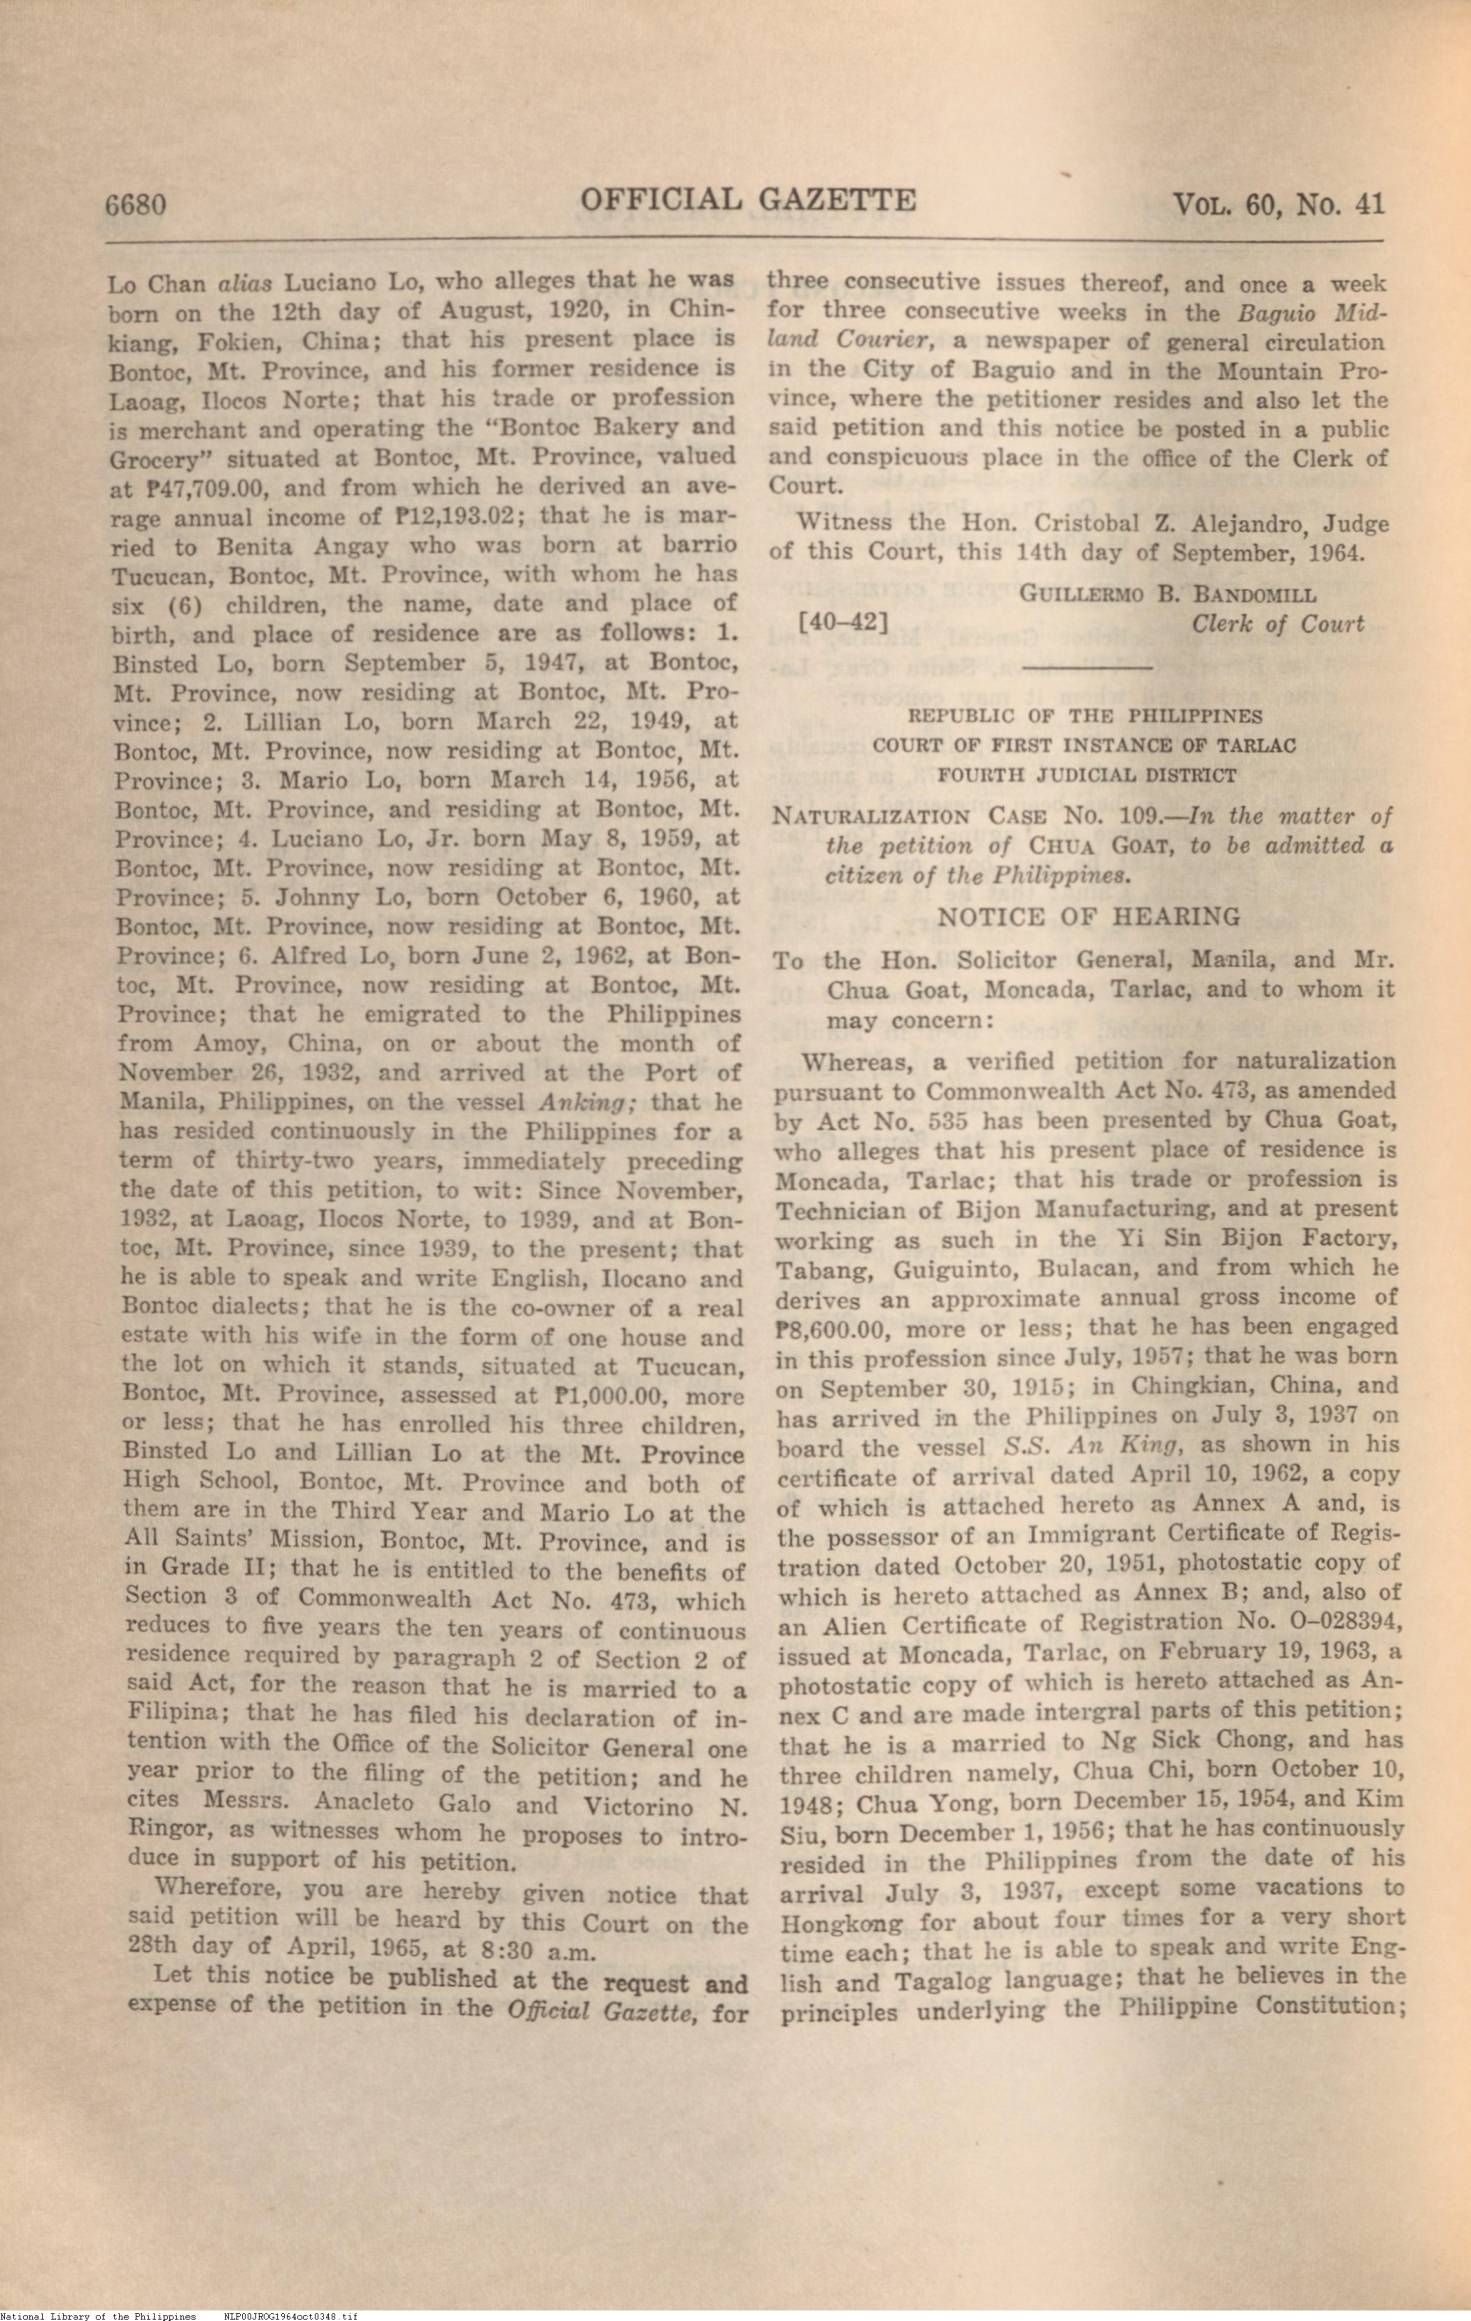 6680
OFFICIAL GAZETTE
VOL. 60, No. 41
Lo Chan alias Luciano Lo, who alleges that he was
born on the 12th day of August, 1920, in Chin-
kiang, Fokien, China; that his present place is
Bontoc, Mt. Province, and his former residence is
Laoag, Ilocos Norte; that his trade or profession
is merchant and operating the "Bontoc Bakery and
Grocery" situated at Bontoc, Mt. Province, valued
at ₱47,709.00, and from which he derived an ave-
rage annual income of ₱12,193.02; that he is mar-
ried to Benita Angay who was born at barrio
Tucucan, Bontoc, Mt. Province, with whom he has
six (6) children, the name, date and place of
birth, and place of residence are as follows: 1.
Binsted Lo, born September 5, 1947, at Bontoc,
Mt. Province, now residing at Bontoc, Mt. Pro-
vince; 2. Lillian Lo, born March 22, 1949, at
Bontoc, Mt. Province, now residing at Bontoc, Mt.
Province; 3. Mario Lo, born March 14, 1956, at
Bontoc, Mt. Province, and residing at Bontoc, Mt.
Province; 4. Luciano Lo, Jr. born May 8, 1959, at
Bontoc, Mt. Province, now residing at Bontoc, Mt.
Province; 5. Johnny Lo, born October 6, 1960, at
Bontoc, Mt. Province, now residing at Bontoc, Mt.
Province; 6. Alfred Lo, born June 2, 1962, at Bon-
toc, Mt. Province, now residing at Bontoc, Mt.
Province; that he emigrated to the Philippines
from Amoy, China, on or about the month of
November 26, 1932, and arrived at the Port of
Manila, Philippines, on the vessel Anking; that he
has resided continuously in the Philippines for a
term of thirty-two years, immediately preceding
the date of this petition, to wit: Since November,
1932, at Laoag, Ilocos Norte, to 1939, and at Bon-
toc, Mt. Province, since 1939, to the present; that
he is able to speak and write English, Ilocano and
Bontoc dialects; that he is the co-owner of a real
estate with his wife in the form of one house and
the lot on which it stands, situated at Tucucan,
Bontoc, Mt. Province, assessed at ₱1,000.00, more
or less; that he has enrolled his three children,
Binsted Lo and Lillian Lo at the Mt. Province
High School, Bontoc, Mt. Province and both of
them are in the Third Year and Mario Lo at the
All Saints' Mission, Bontoc, Mt. Province, and is
in Grade II; that he is entitled to the benefits of
Section 3 of Commonwealth Act No. 473, which
reduces to five years the ten years of continuous
residence required by paragraph 2 of Section 2 of
said Act, for the reason that he is married to a
Filipina; that he has filed his declaration of in-
tention with the Office of the Solicitor General one
year prior to the filing of the petition; and he
cites Messrs. Anacleto Galo and Victorino N.
Ringor, as witnesses whom he proposes to intro-
duce in support of his petition.
Wherefore, you are hereby given notice that
said petition will be heard by this Court on the
28th day of April, 1965, at 8:30 a.m.
Let this notice be published at the request and
expense of the petition in the Official Gazette, for
three consecutive issues thereof, and once a week
for three consecutive weeks in the Baguio Mid-
land Courier, a newspaper of general circulation
in the City of Baguio and in the Mountain Pro-
vince, where the petitioner resides and also let the
said petition and this notice be posted in a public
and conspicuous place in the office of the Clerk of
Court.
Witness the Hon. Cristobal Z. Alejandro, Judge
of this Court, this 14th day of September, 1964.
GUILLERMO B. BANDOMILL
[40–42] Clerk of Court
REPUBLIC OF THE PHILIPPINES
COURT OF FIRST INSTANCE OF TARLAC
FOURTH JUDICIAL DISTRICT
NATURALIZATION CASE No. 109.—In the matter of
the petition of CHUA GOAT, to be admitted a
citizen of the Philippines.
NOTICE OF HEARING
To the Hon. Solicitor General, Manila, and Mr.
Chua Goat, Moncada, Tarlac, and to whom it
may concern:
Whereas, a verified petition for naturalization
pursuant to Commonwealth Act No. 473, as amended
by Act No. 535 has been presented by Chua Goat,
who alleges that his present place of residence is
Moncada, Tarlac; that his trade or profession is
Technician of Bijon Manufacturing, and at present
working as such in the Yi Sin Bijon Factory,
Tabang, Guiguinto, Bulacan, and from which he
derives an approximate annual gross income of
₱8,600.00, more or less; that he has been engaged
in this profession since July, 1957; that he was born
on September 30, 1915; in Chingkian, China, and
has arrived in the Philippines on July 3, 1937 on
board the vessel S.S. An King, as shown in his
certificate of arrival dated April 10, 1962, a copy
of which is attached hereto as Annex A and, is
the possessor of an Immigrant Certificate of Regis-
tration dated October 20, 1951, photostatic copy of
which is hereto attached as Annex B; and, also of
an Alien Certificate of Registration No. O–028394,
issued at Moncada, Tarlac, on February 19, 1963, a
photostatic copy of which is hereto attached as An-
nex C and are made intergral parts of this petition;
that he is a married to Ng Sick Chong, and has
three children namely, Chua Chi, born October 10,
1948; Chua Yong, born December 15, 1954, and Kim
Siu, born December 1, 1956; that he has continuously
resided in the Philippines from the date of his
arrival July 3, 1937, except some vacations to
Hongkong for about four times for a very short
time each; that he is able to speak and write Eng-
lish and Tagalog language; that he believes in the
principles underlying the Philippine Constitution;
National Library of the Philippines NLP00JROG1964oct0348.tif